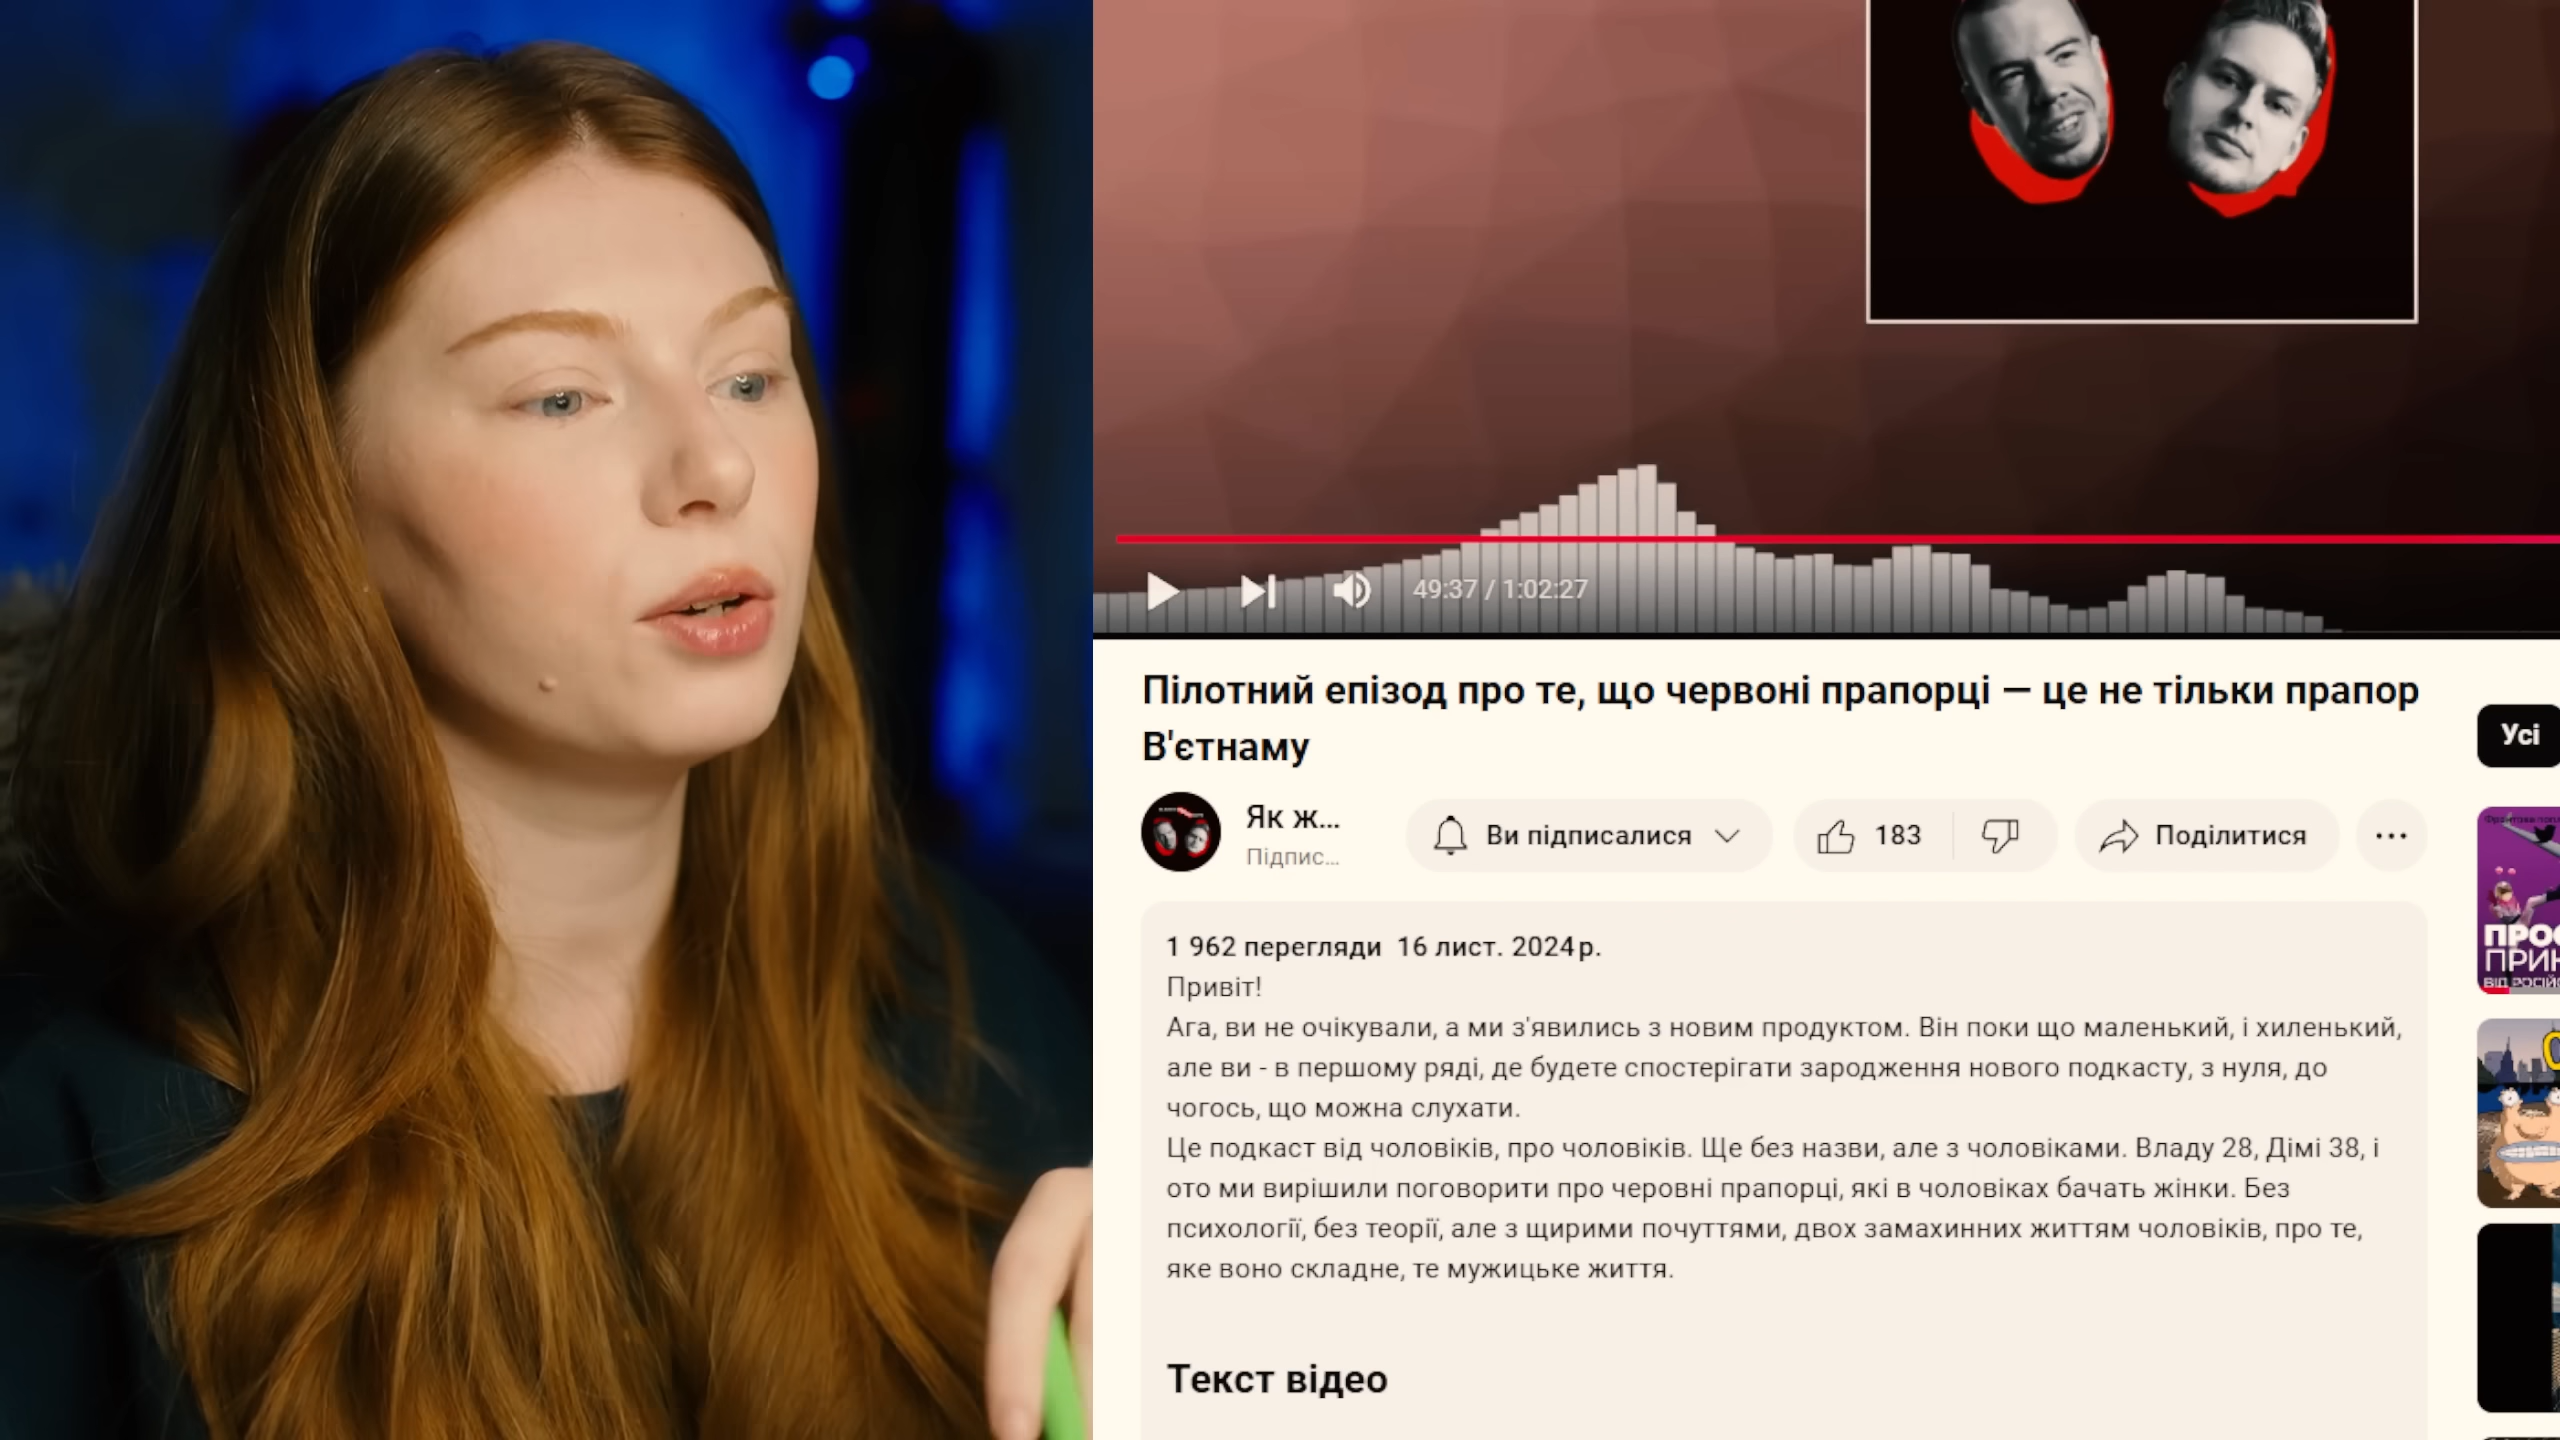 49:37 / 1:02:27
Пілотний епізод про те, що червоні прапорці — це не тільки прапор
В'єтнаму
Усі
Як ж...
Підпис...
Ви підписалися
183
Поділитися
1 962 перегляди 16 лист. 2024 р.
Привіт!
Ага, ви не очікували, а ми з'явились з новим продуктом. Він поки що маленький, і хиленький,
але ви - в першому ряді, де будете спостерігати зародження нового подкасту, з нуля, до
чогось, що можна слухати.
Це подкаст від чоловіків, про чоловіків. Ще без назви, але з чоловіками. Владу 28, Дімі 38, і
ото ми вирішили поговорити про черовні прапорці, які в чоловіках бачать жінки. Без
психології, без теорії, але з щирими почуттями, двох замахинних життям чоловіків, про те,
яке воно складне, те мужицьке життя.
Текст відео